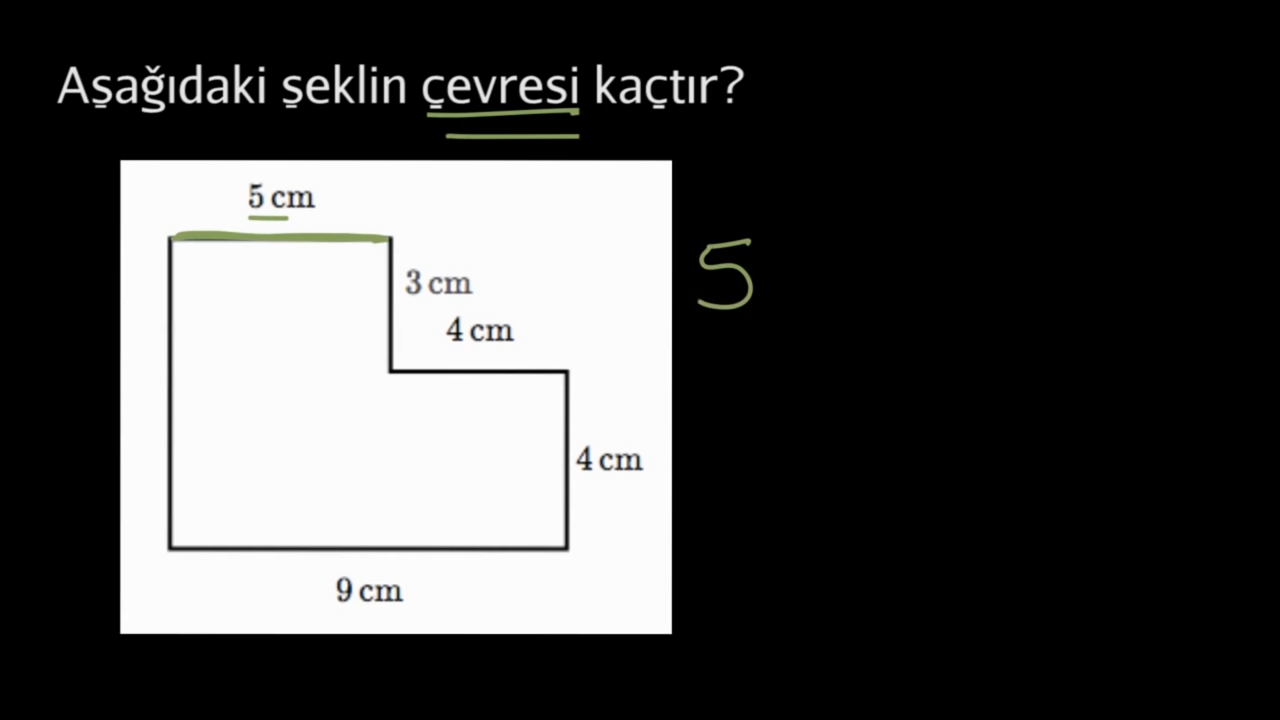 Aşağıdaki şeklin çevresi kaçtır?
5 cm
5
3 cm
4 cm
4 cm
9 cm